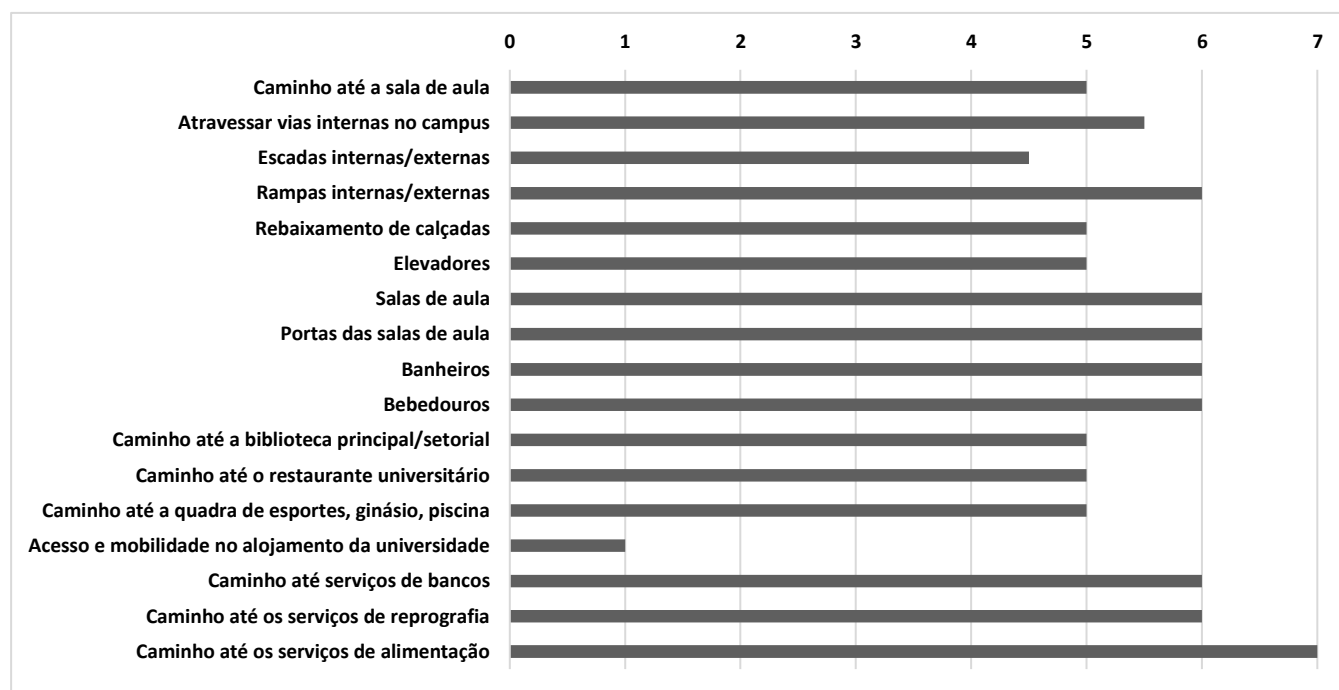 0 1 2 3 4 5 6 7
Caminho até a sala de aula
Atravessar vias internas no campus
Escadas internas/externas
Rampas internas/externas
Rebaixamento de calçadas
Elevadores
Salas de aula
Portas das salas de aula
Banheiros
Bebedouros
Caminho até a biblioteca principal/setorial
Caminho até o restaurante universitário
Caminho até a quadra de esportes, ginásio, piscina
Acesso e mobilidade no alojamento da universidade
Caminho até serviços de bancos
Caminho até os serviços de reprografia
Caminho até os serviços de alimentação